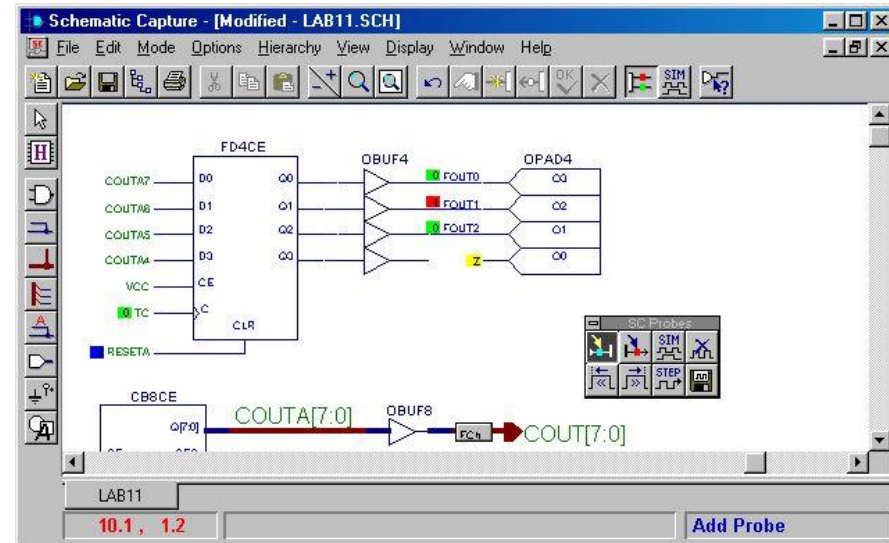 Schematic Capture - [Modified - LAB11.SCH]
File Edit Mode Options Hierarchy View Display Window Help
OK SIM
H
FD4CE
OBUF4 OPAD4
COUTA7 D0 Q0 0 FOUT0 Q3
COUTA6 D1 Q1 1 FOUT1 Q2
COUTA5 D2 Q2 0 FOUT2 Q1
COUTA4 D3 Q3 Z Q0
VCC CE
0 TC C
CLR
RESETA
SC Probes
SIM
STEP
CB8CE
Q[7:0] COUTA[7:0] OBUF8 FCh COUT[7:0]
LAB11
10.1 , 1.2 Add Probe